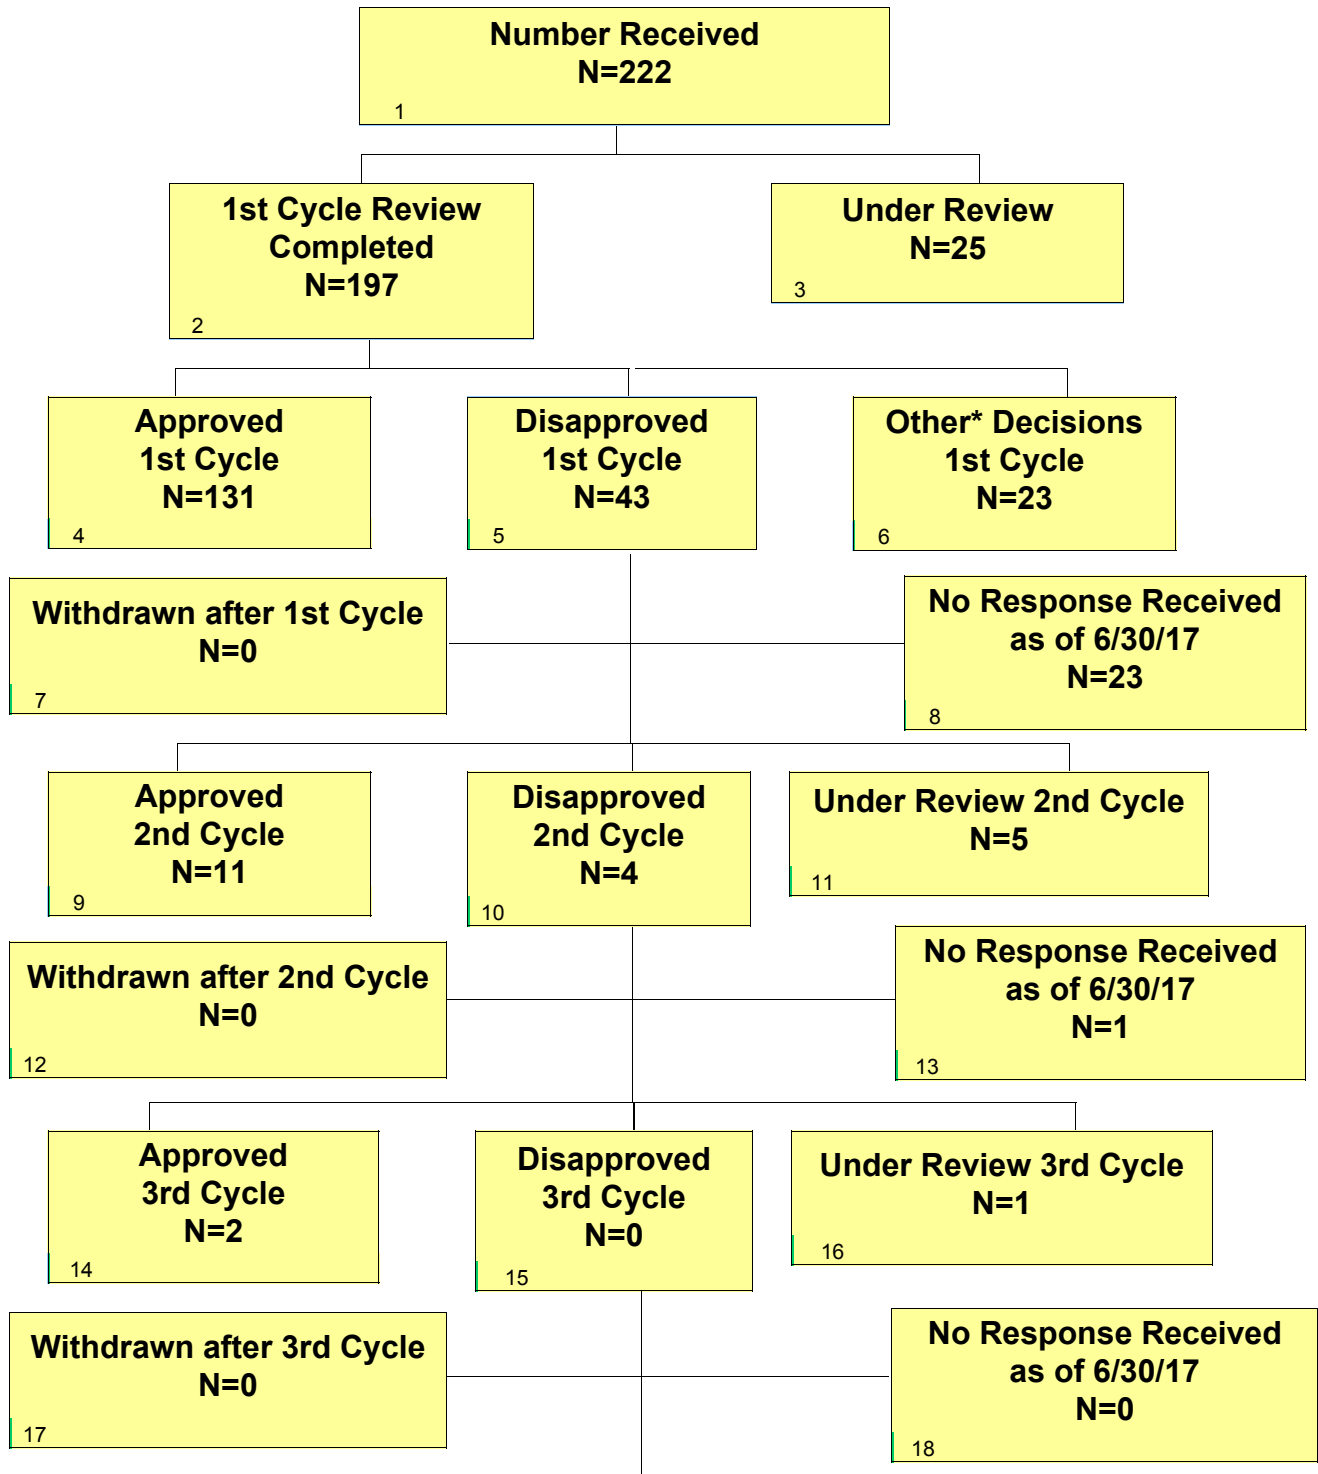 Number Received
N=222
1
1st Cycle Review
Completed
N=197
2
Under Review
N=25
3
Approved
1st Cycle
N=131
4
Disapproved
1st Cycle
N=43
5
Other* Decisions
1st Cycle
N=23
6
Withdrawn after 1st Cycle
N=0
7
No Response Received
as of 6/30/17
N=23
8
Approved
2nd Cycle
N=11
9
Disapproved
2nd Cycle
N=4
10
Under Review 2nd Cycle
N=5
11
Withdrawn after 2nd Cycle
N=0
12
No Response Received
as of 6/30/17
N=1
13
Approved
3rd Cycle
N=2
14
Disapproved
3rd Cycle
N=0
15
Under Review 3rd Cycle
N=1
16
Withdrawn after 3rd Cycle
N=0
17
No Response Received
as of 6/30/17
N=0
18